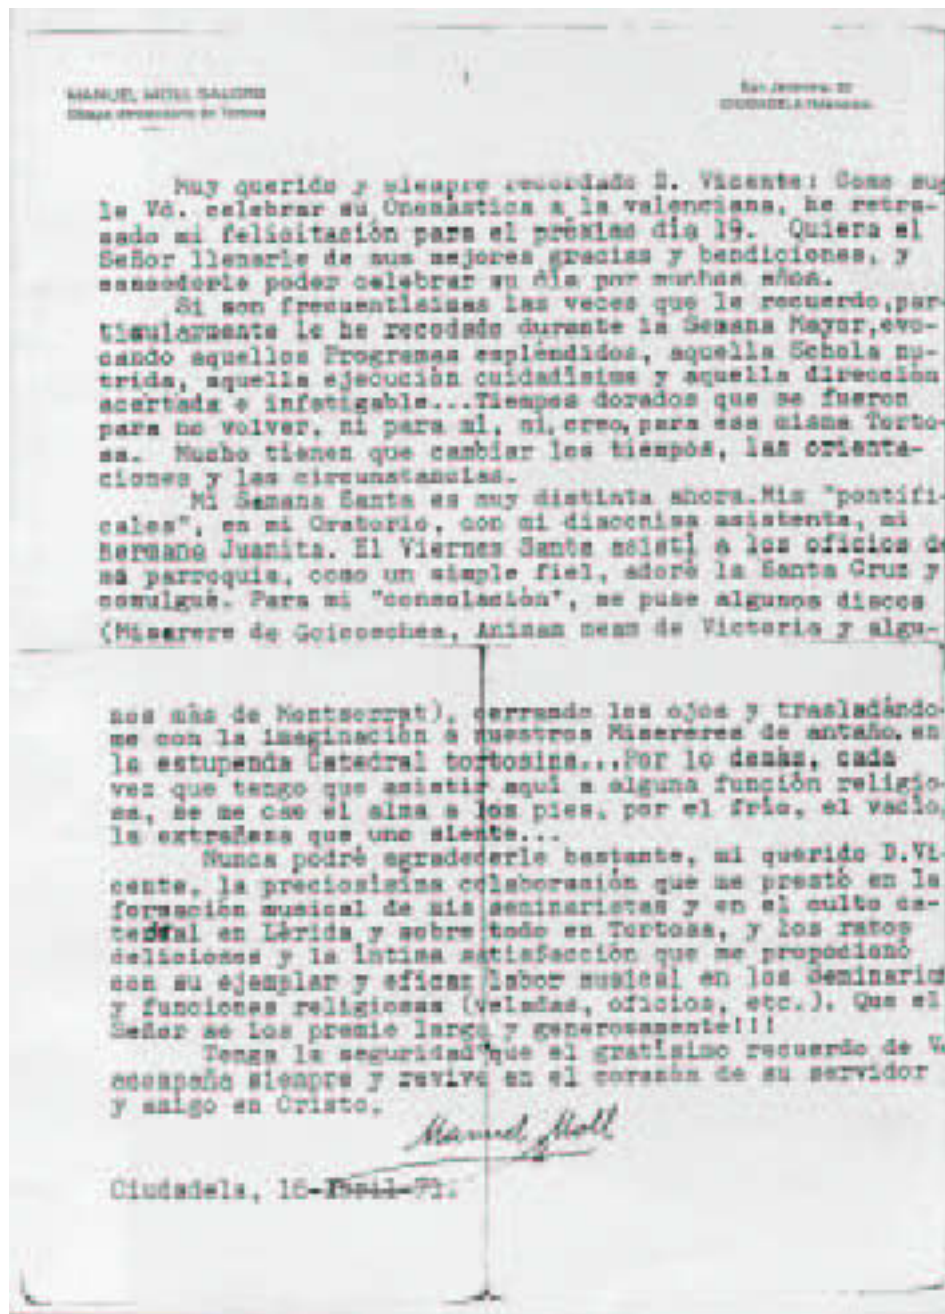 MANUEL MOLL SALORD
Obispo dimisionario de Tortosa
CIUDADELA (Menorca)
Muy querido y siempre recordado D. Vicente: Como sue
le Vd. celebrar su Onomástica a la valenciana, he retra-
sado mi felicitación para el próximo día 19. Quiera el
Señor llenarle de sus mejores gracias y bendiciones, y
concederle poder celebrar su día por muchos años.
Si son frecuentísimas las veces que le recuerdo, par
ticularmente le he recodado durante la Semana Mayor, evo-
cando aquellos Programas espléndidos, aquella Schola nu-
trida, aquella ejecución cuidadísima y aquella dirección
acertada e infatigable...Tiempos dorados que se fueron
para no volver, ni para mí, ni, creo, para esa misma Torto-
sa. Mucho tienen que cambiar los tiempos, las orienta-
ciones y las circunstancias.
Mi Semana Santa es muy distinta ahora. Mis "pontifi-
cales", en mi Oratorio, con mi diaconisa asistenta, mi
hermano Juanita. El Viernes Santo asistí a los oficios de
mi parroquia, como un simple fiel, adoré la Santa Cruz y
comulgué. Para mi "consolación", me puse algunos discos
(Miserere de Goicoechea, Animam meam de Victoria y algu-
nos más de Montserrat), cerrando los ojos y trasladándo-
me con la imaginación a nuestros Misereres de antaño, en
la estupenda Catedral tortosina...Por lo demás, cada
vez que tengo que asistir aquí a alguna función religio-
sa, se me cae el alma a los pies, por el frío, el vacío,
la extrañeza que uno siente...
Nunca podré agradecerle bastante, mi querido D. Vi-
cente, la preciosísima colaboración que me prestó en la
formación musical de mis seminaristas y en el culto ca-
tedral en Lérida y sobre todo en Tortosa, y los ratos
deliciosos y la íntima satisfacción que me propocionó
con su ejemplar y eficaz labor musical en los Seminarios
y funciones religiosas (veladas, oficios, etc.). Que el
Señor se los premie larga y generosamente!!!
Tenga la seguridad que el gratísimo recuerdo de Vd.
acompaña siempre y revive en el corazón de su servidor
y amigo en Cristo.
Manuel Moll
Ciudadela, 16-Abril-71.